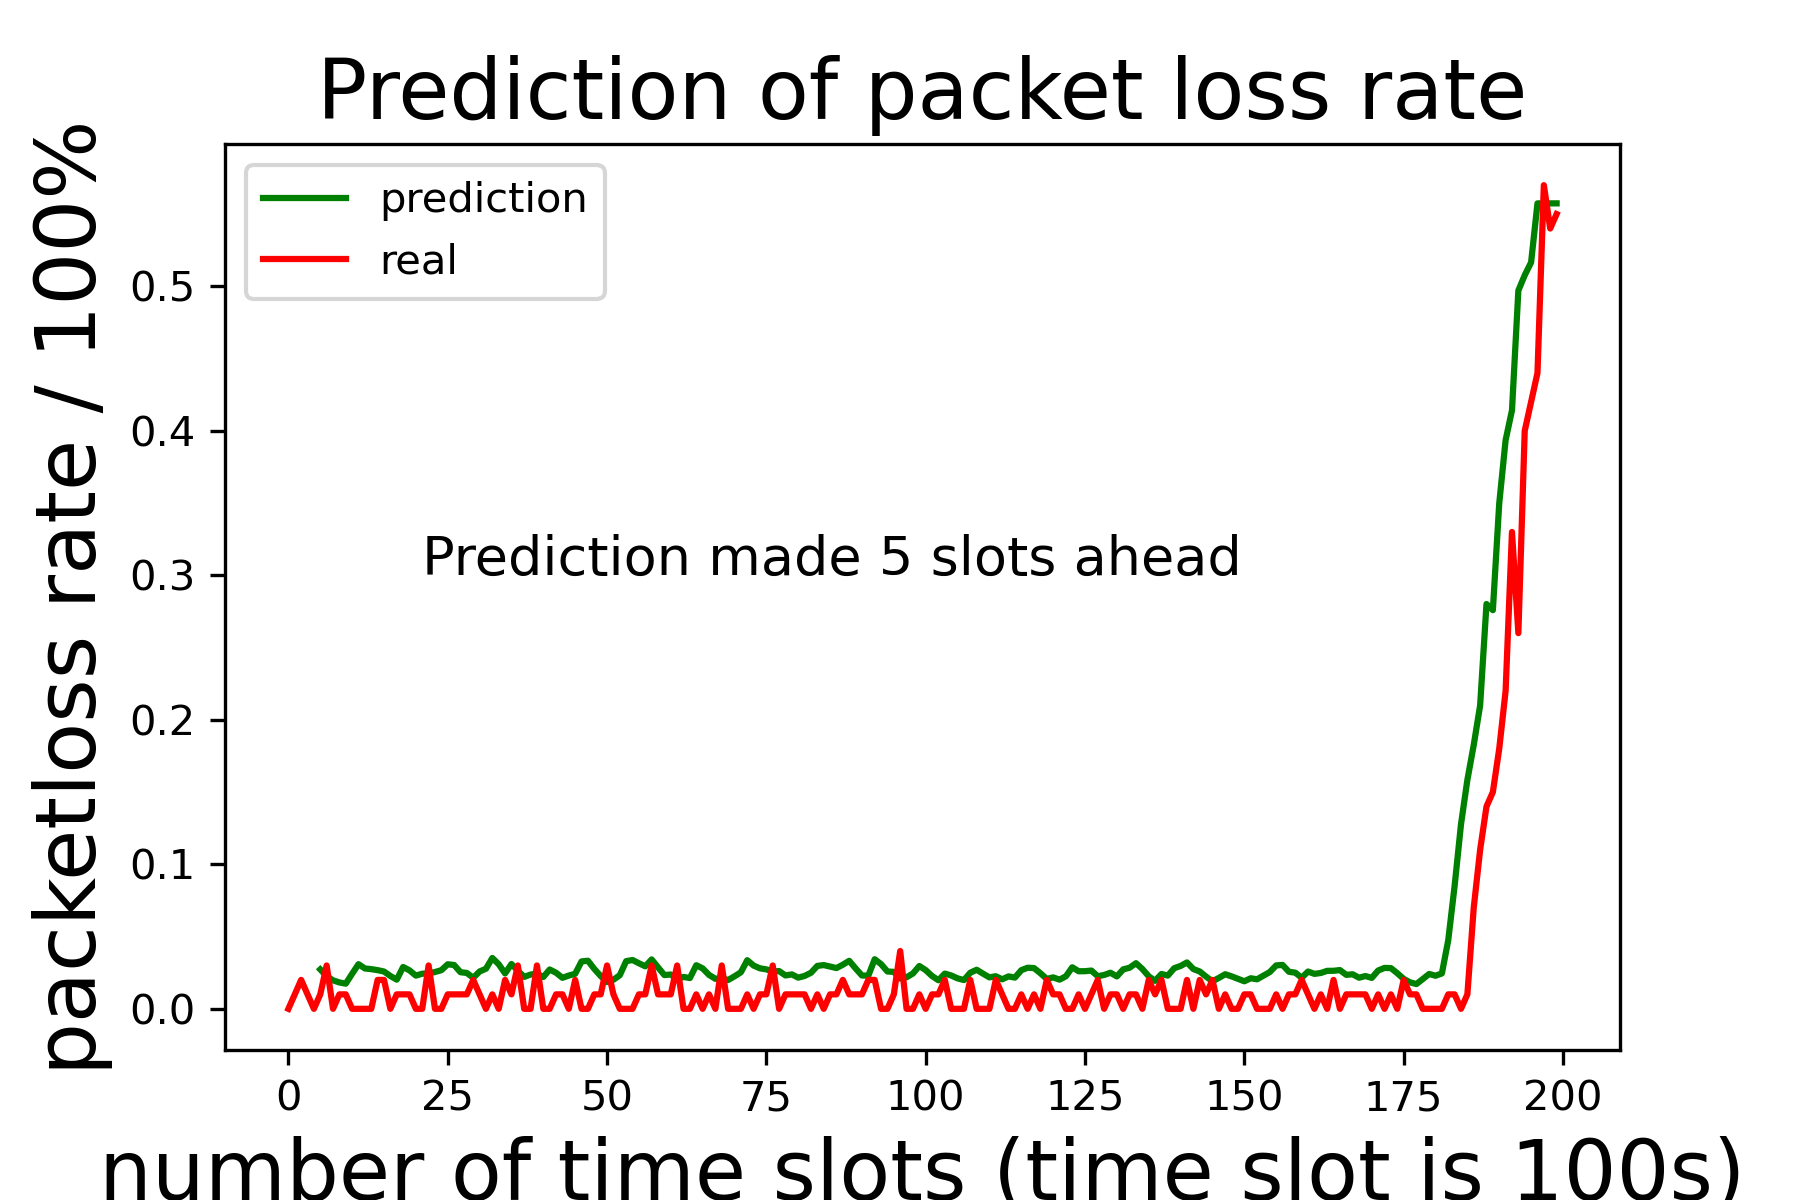 Prediction of packet loss rate
packetloss rate / 100%
prediction
real
0.5
0.4
0.3
0.2
0.1
0.0
Prediction made 5 slots ahead
0 25 50 75 100 125 150 175 200
number of time slots (time slot is 100s)